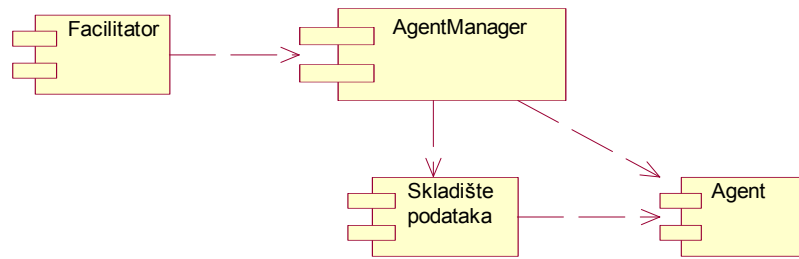 Facilitator
AgentManager
Skladište
podataka
Agent